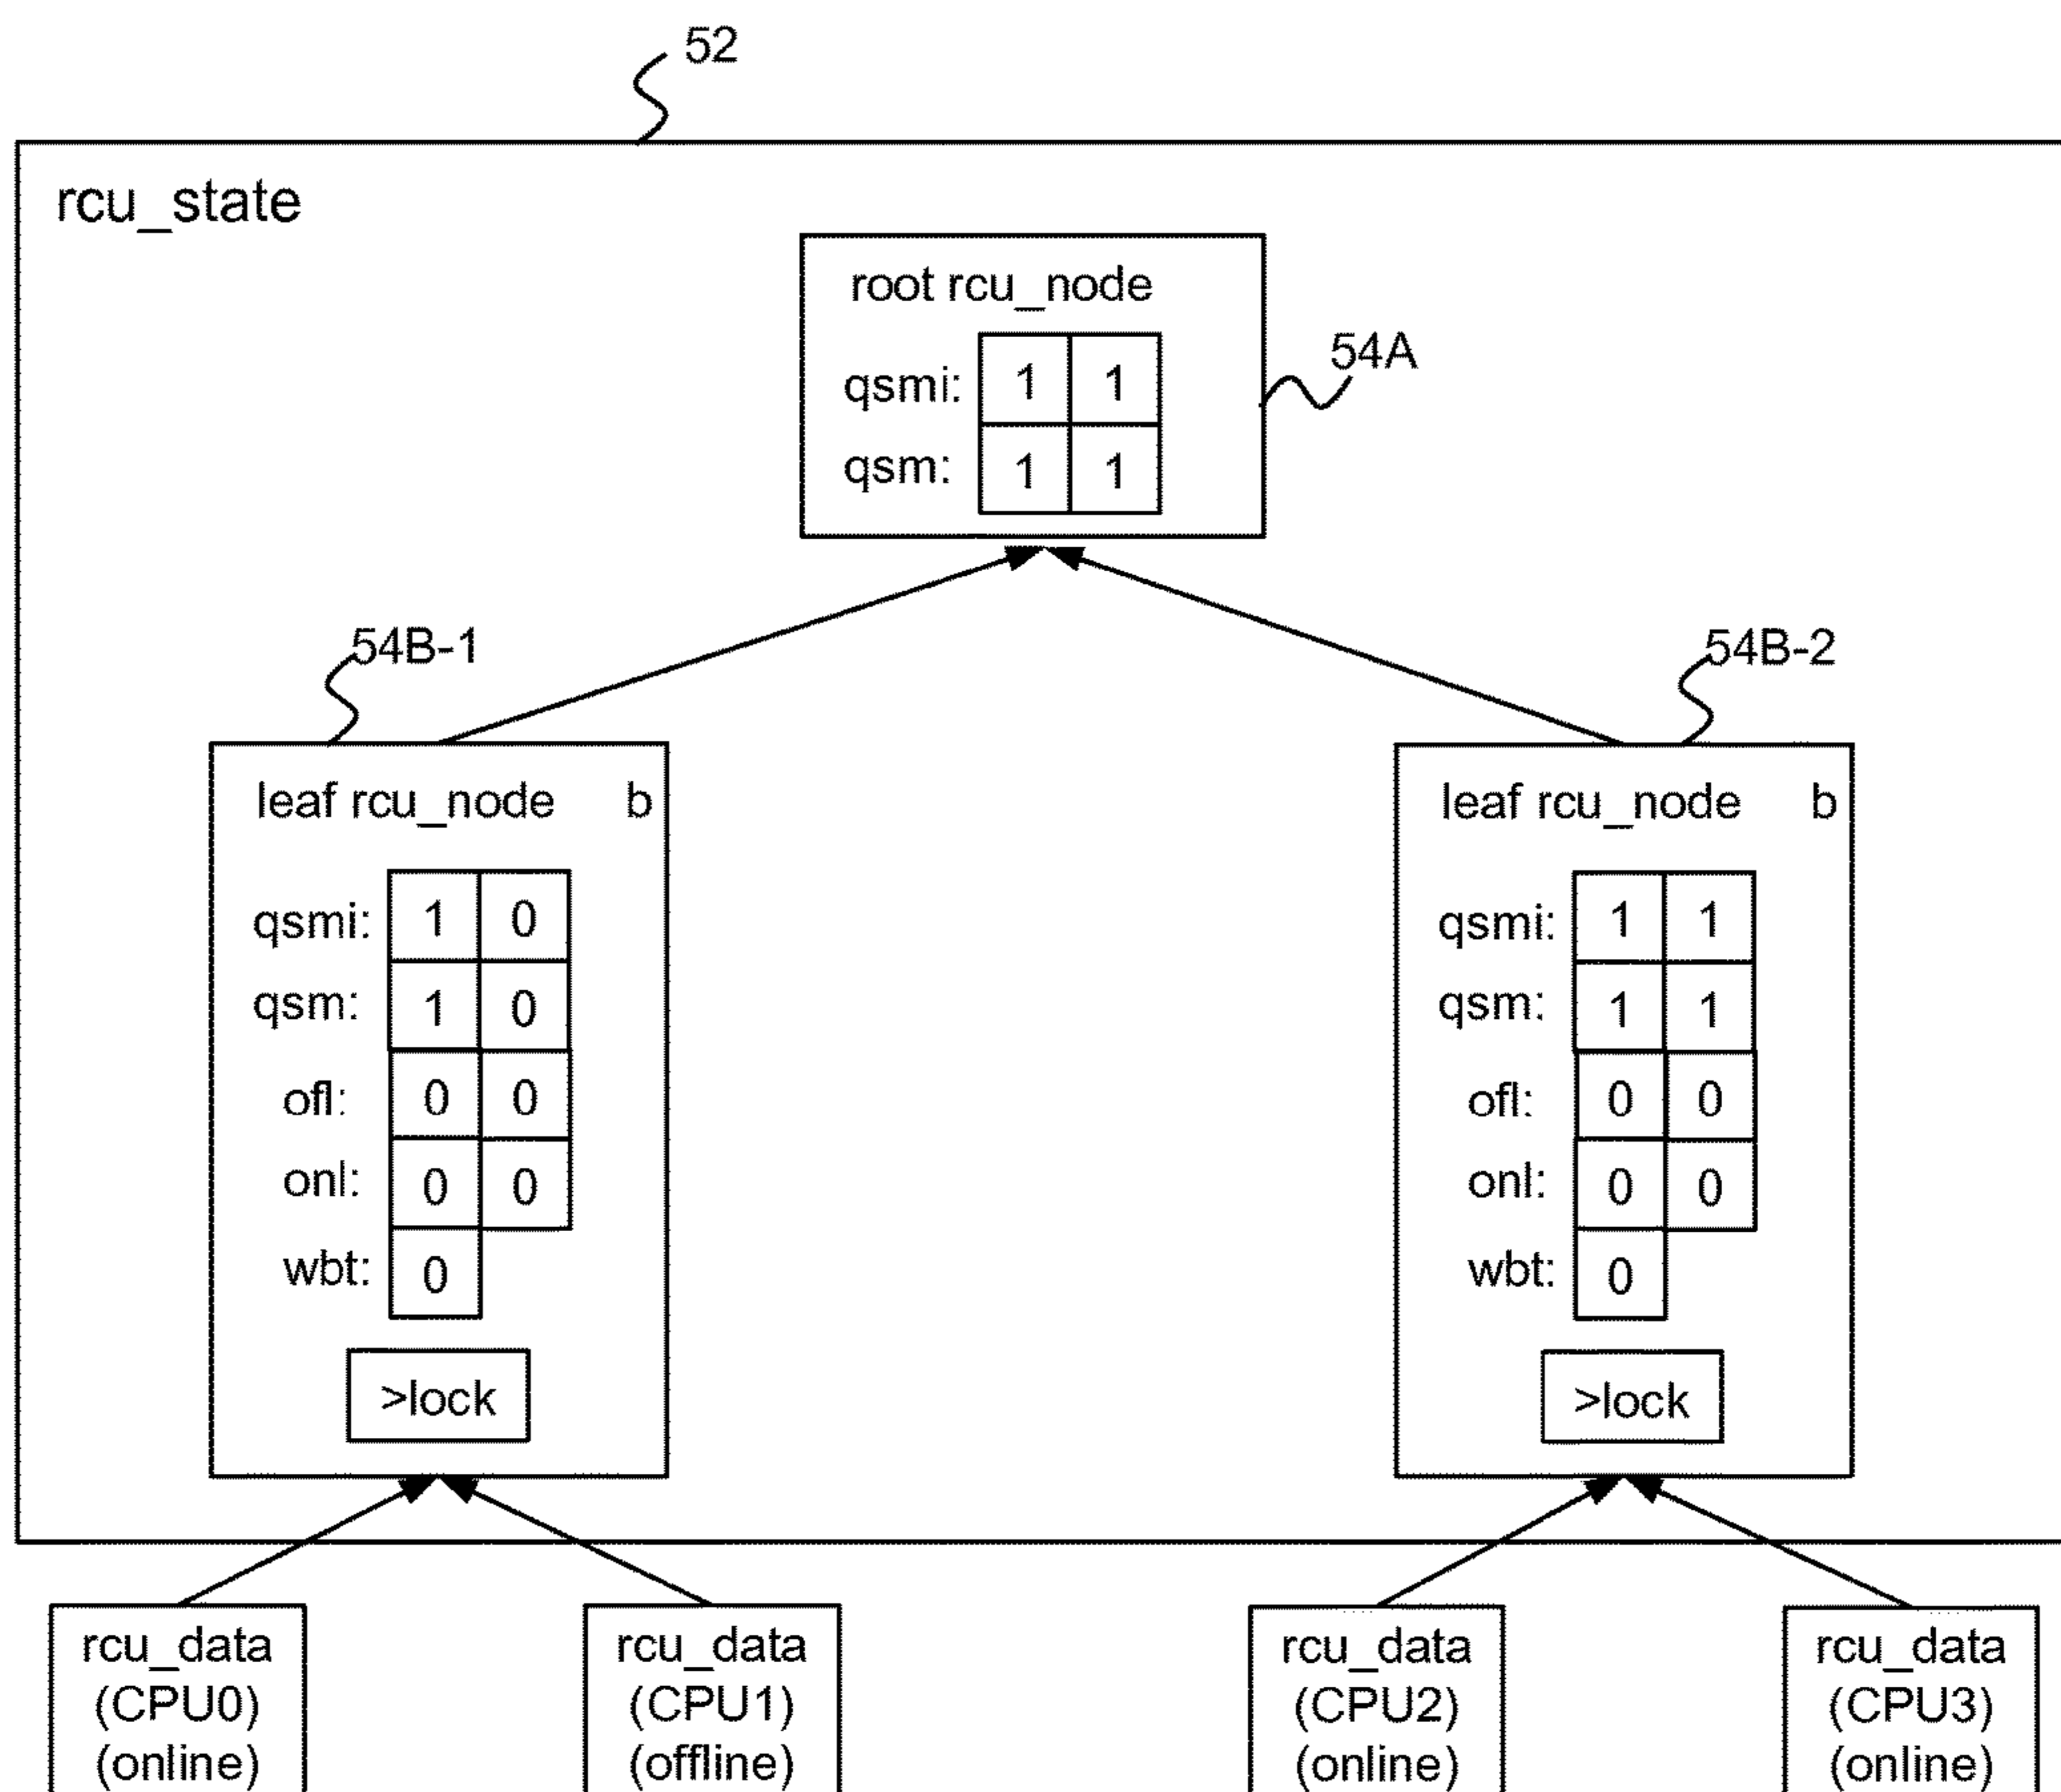 52
rcu_state
root rcu_node
54A
qsmi: 1 1
qsm: 1 1
54B-1
54B-2
leaf rcu_node b
qsmi: 1 0
qsm: 1 0
ofl: 0 0
onl: 0 0
wbt: 0
>lock
leaf rcu_node b
qsmi: 1 1
qsm: 1 1
ofl: 0 0
onl: 0 0
wbt: 0
>lock
rcu_data
(CPU0)
(online)
rcu_data
(CPU1)
(offline)
rcu_data
(CPU2)
(online)
rcu_data
(CPU3)
(online)